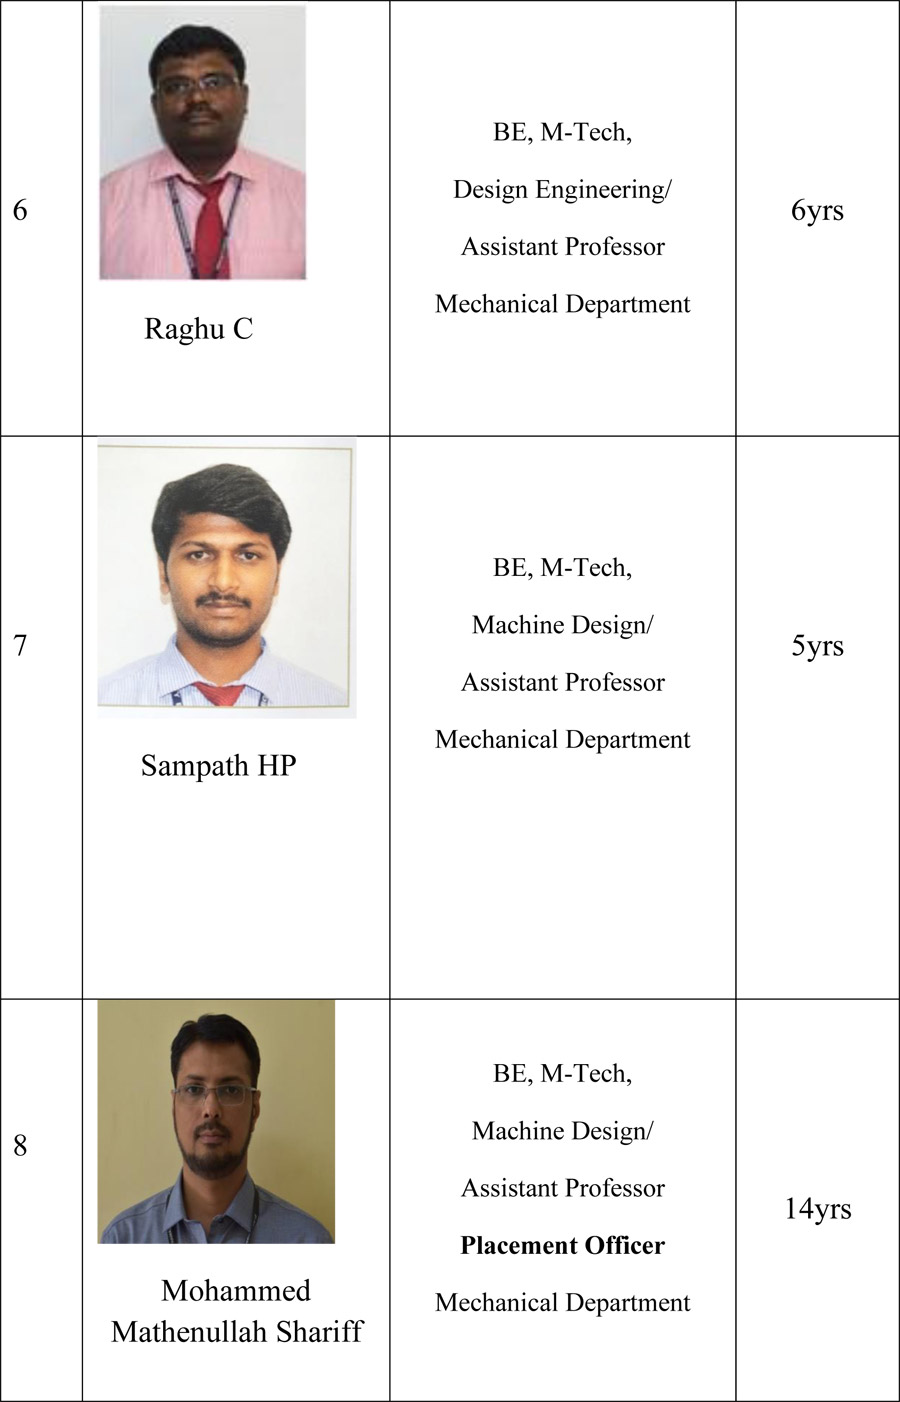 6
Raghu C
BE, M-Tech,
Design Engineering/
Assistant Professor
Mechanical Department
6yrs
7
Sampath HP
BE, M-Tech,
Machine Design/
Assistant Professor
Mechanical Department
5yrs
8
Mohammed
Mathenullah Shariff
BE, M-Tech,
Machine Design/
Assistant Professor
Placement Officer
Mechanical Department
14yrs